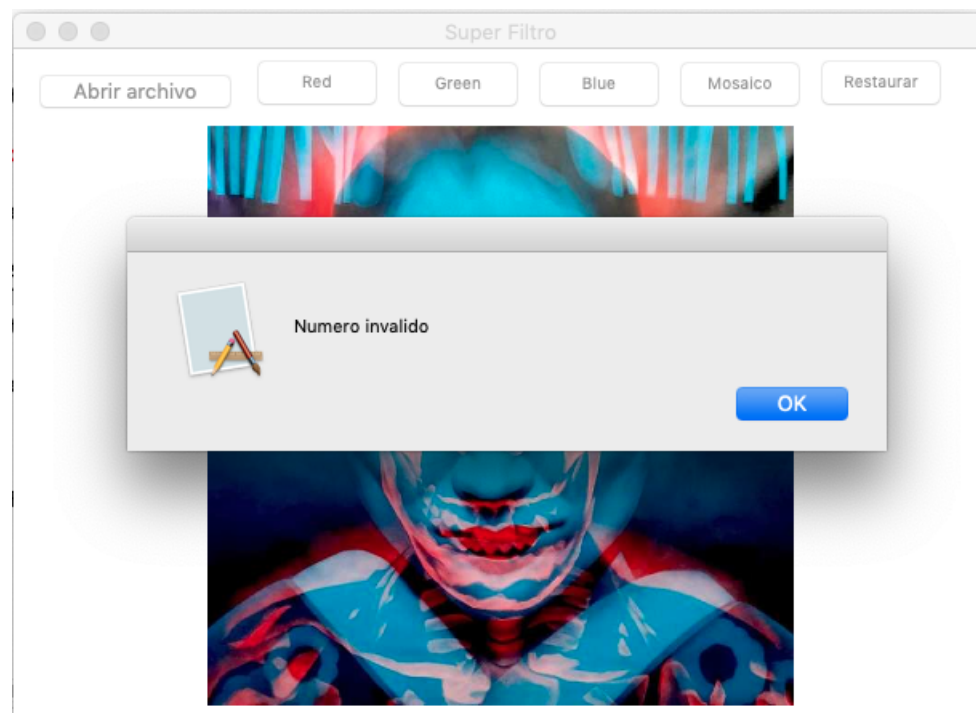 Super Filtro
Abrir archivo
Red
Green
Blue
Mosaico
Restaurar
Numero invalido
OK